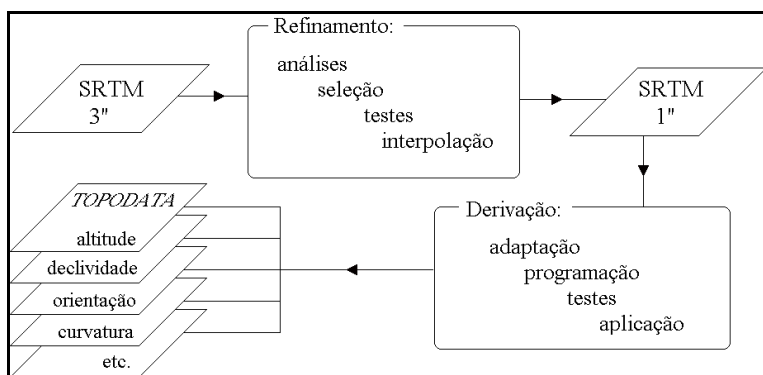 SRTM
3"
Refinamento:
análises
seleção
testes
interpolação
SRTM
1"
Derivação:
adaptação
programação
testes
aplicação
TOPODATA
altitude
declividade
orientação
curvatura
etc.